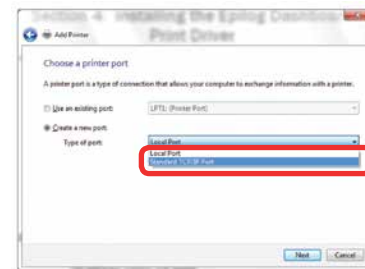 Section 4: Installing the Epilog Dashboard
Print Driver
Add Printer
Choose a printer port
A printer port is a type of connection that allows your computer to exchange information with a printer.
Use an existing port:
LPT1: (Printer Port)
Create a new port:
Type of port:
Local Port
Local Port
Standard TCP/IP Port
Next
Cancel